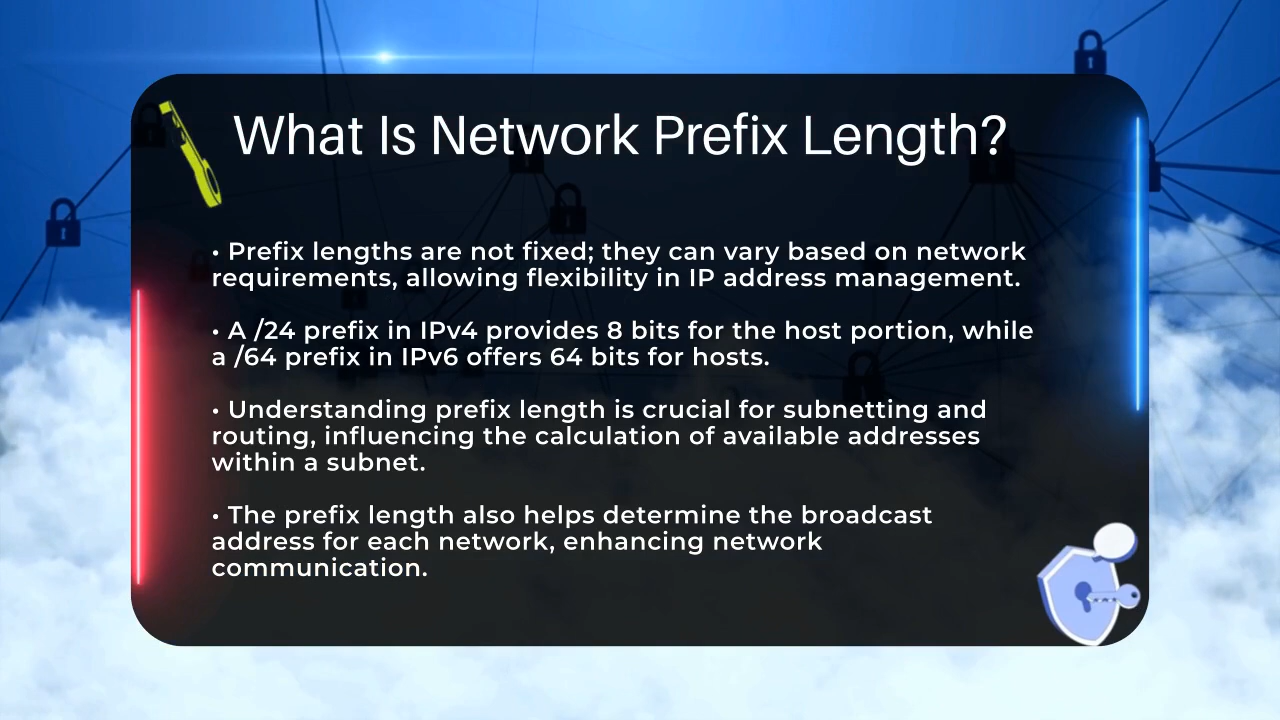 What Is Network Prefix Length?
• Prefix lengths are not fixed; they can vary based on network
requirements, allowing flexibility in IP address management.
• A /24 prefix in IPv4 provides 8 bits for the host portion, while
a /64 prefix in IPv6 offers 64 bits for hosts.
• Understanding prefix length is crucial for subnetting and
routing, influencing the calculation of available addresses
within a subnet.
• The prefix length also helps determine the broadcast
address for each network, enhancing network
communication.